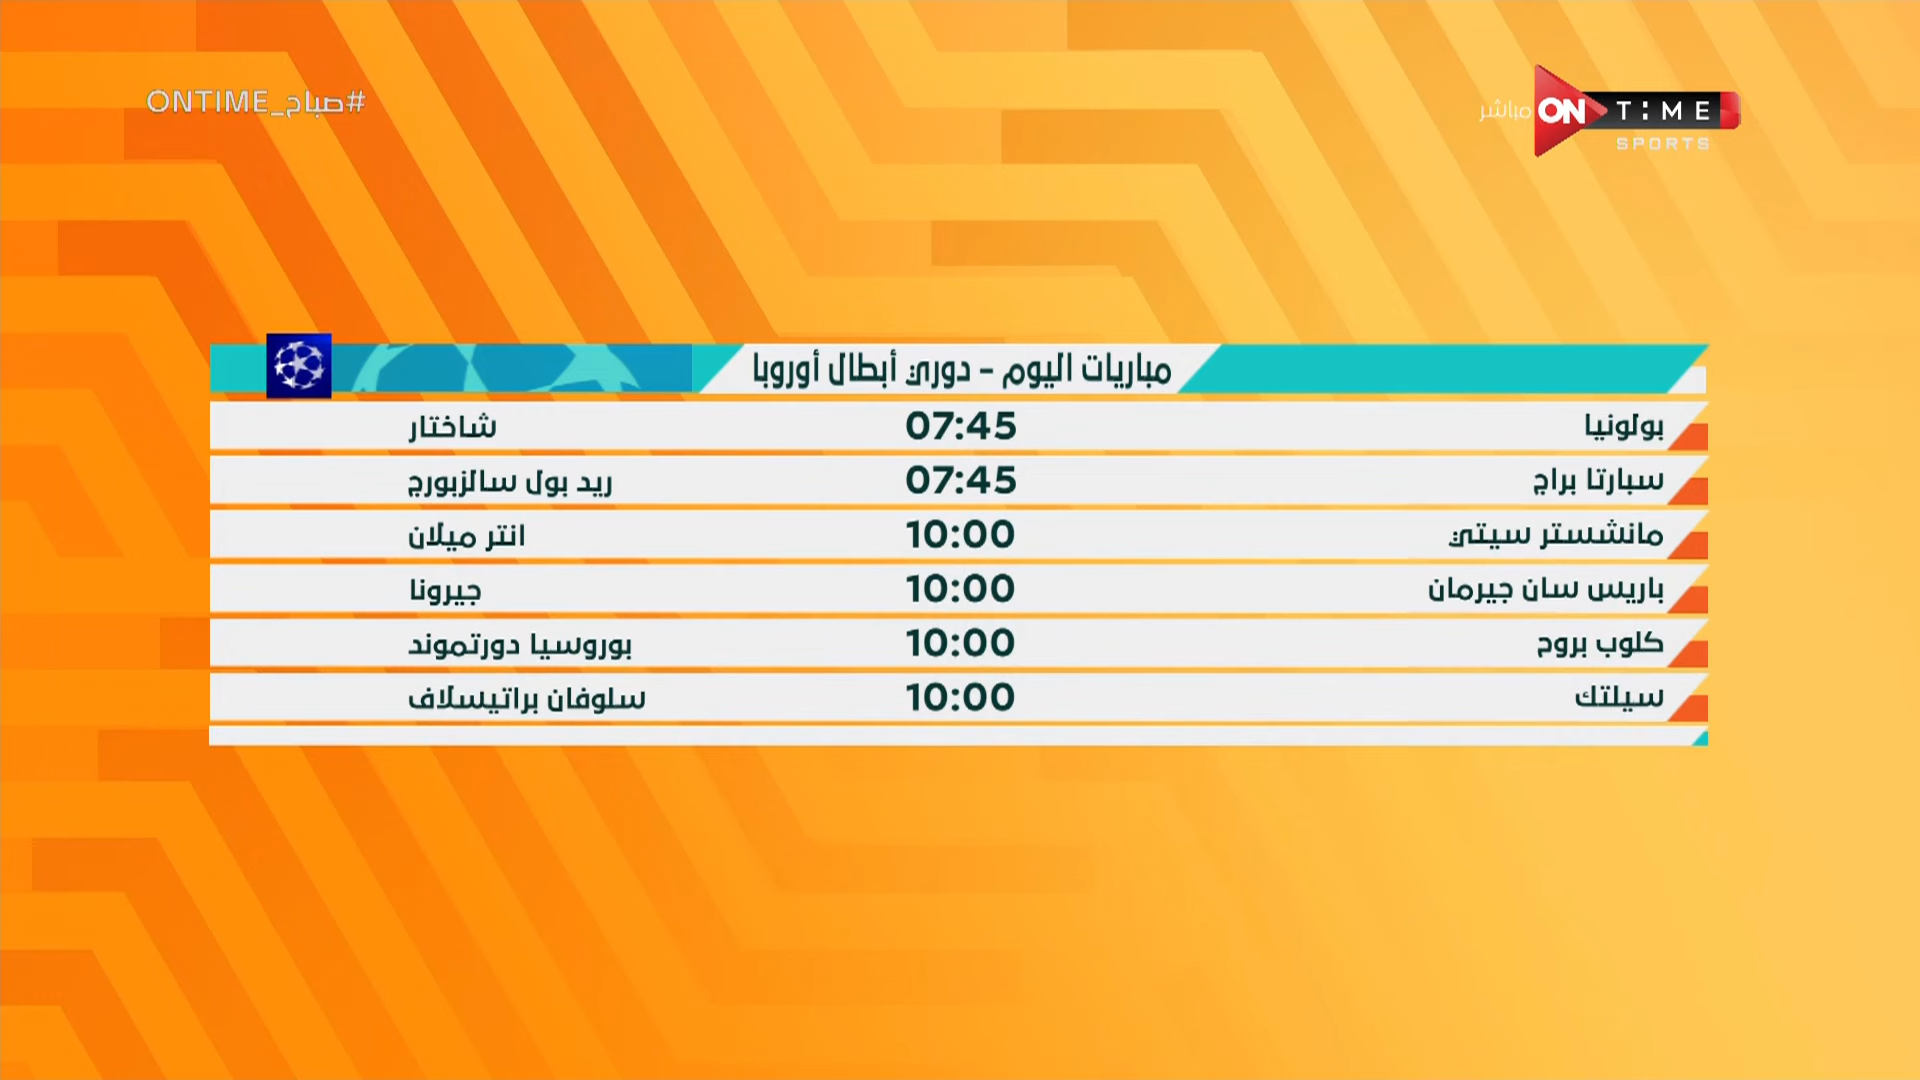 #صباح_ONTIME
مباشر ON TIME
SPORTS
مباريات اليوم - دوري أبطال أوروبا
بولونيا 07:45 شاختار
سبارتا براج 07:45 ريد بول سالزبورج
مانشستر سيتي 10:00 انتر ميلان
باريس سان جيرمان 10:00 جيرونا
كلوب بروج 10:00 بوروسيا دورتموند
سيلتك 10:00 سلوفان براتيسلاف